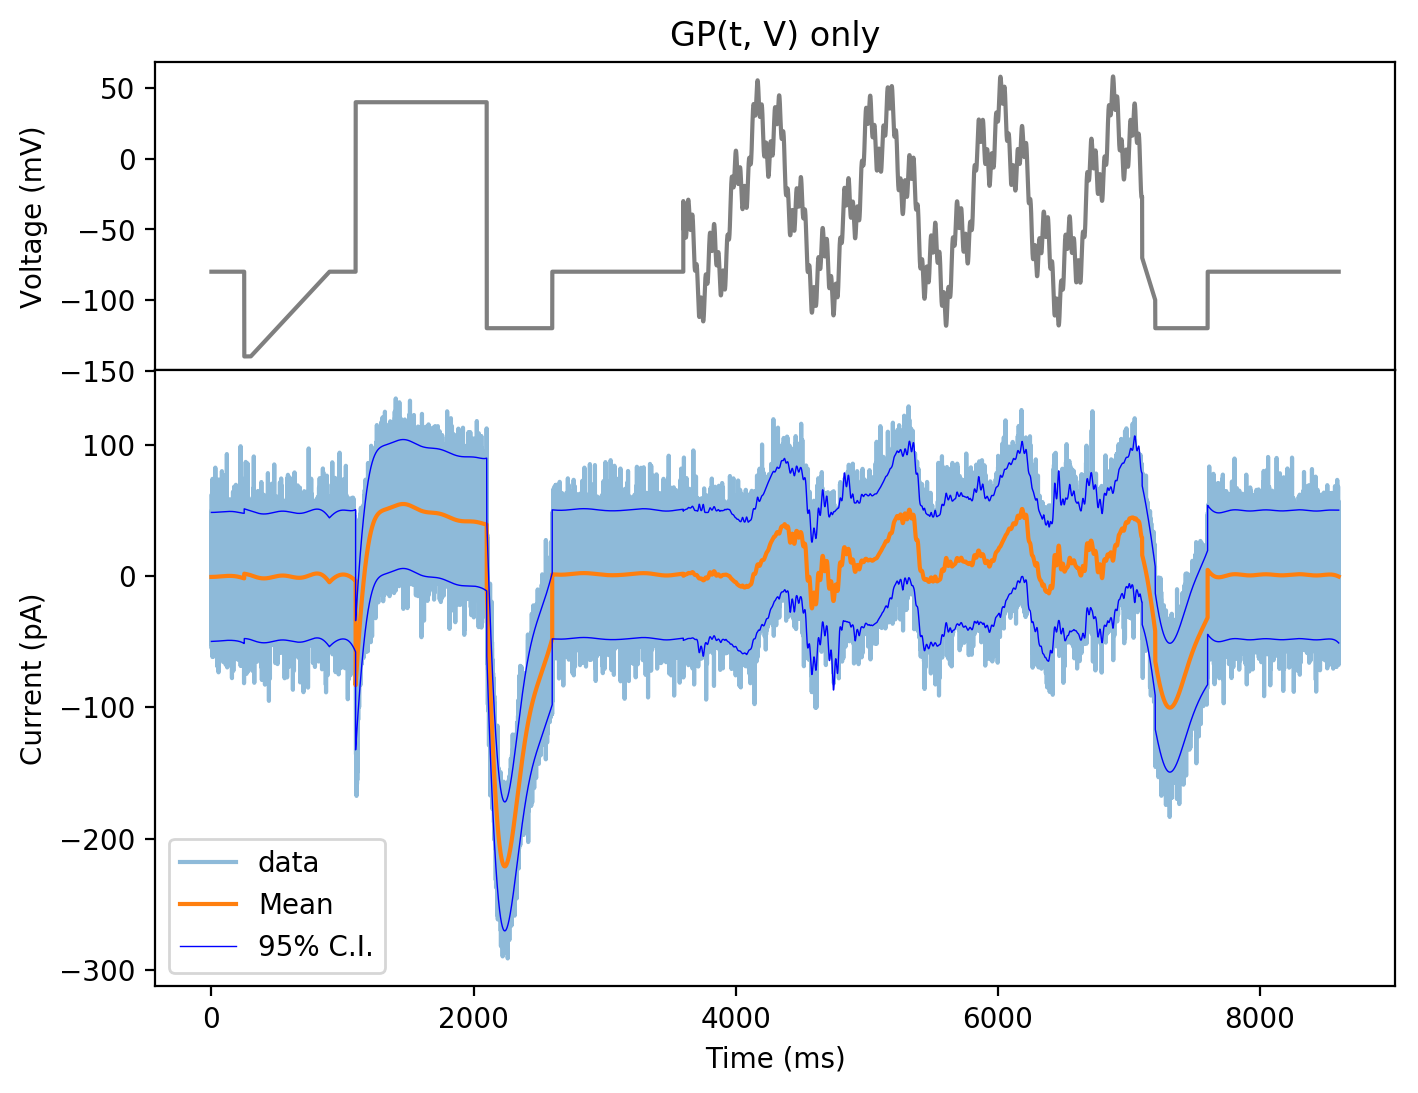 GP(t, V) only
Voltage (mV)
50
0
−50
−100
−150
Current (pA)
100
0
−100
−200
−300
data
Mean
95% C.I.
0 2000 4000 6000 8000
Time (ms)